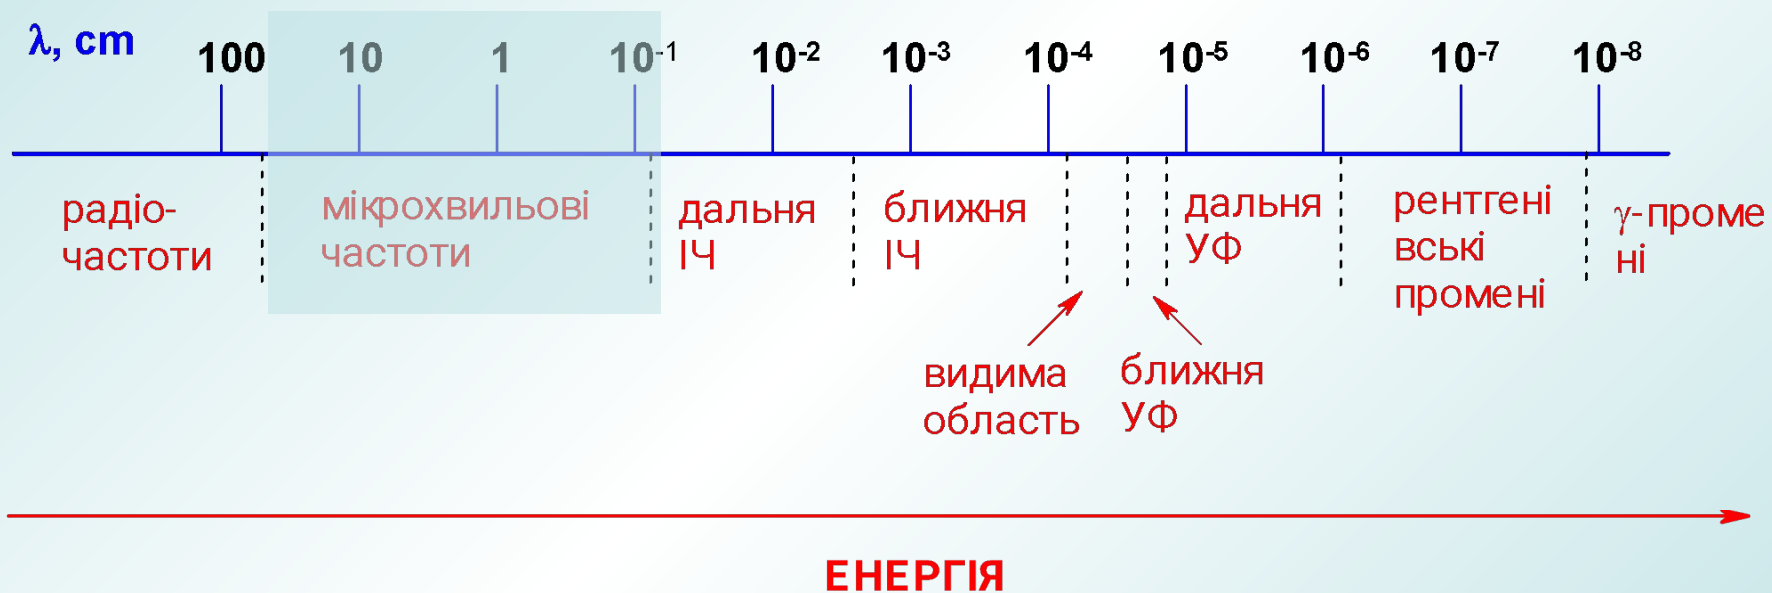 λ, cm 100 10 1 10⁻¹ 10⁻² 10⁻³ 10⁻⁴ 10⁻⁵ 10⁻⁶ 10⁻⁷ 10⁻⁸
радіо-
частоти
мікрохвильові
частоти
дальня
ІЧ
ближня
ІЧ
видима
область
ближня
УФ
дальня
УФ
рентгені
вські
промені
γ-проме
ні
ЕНЕРГІЯ